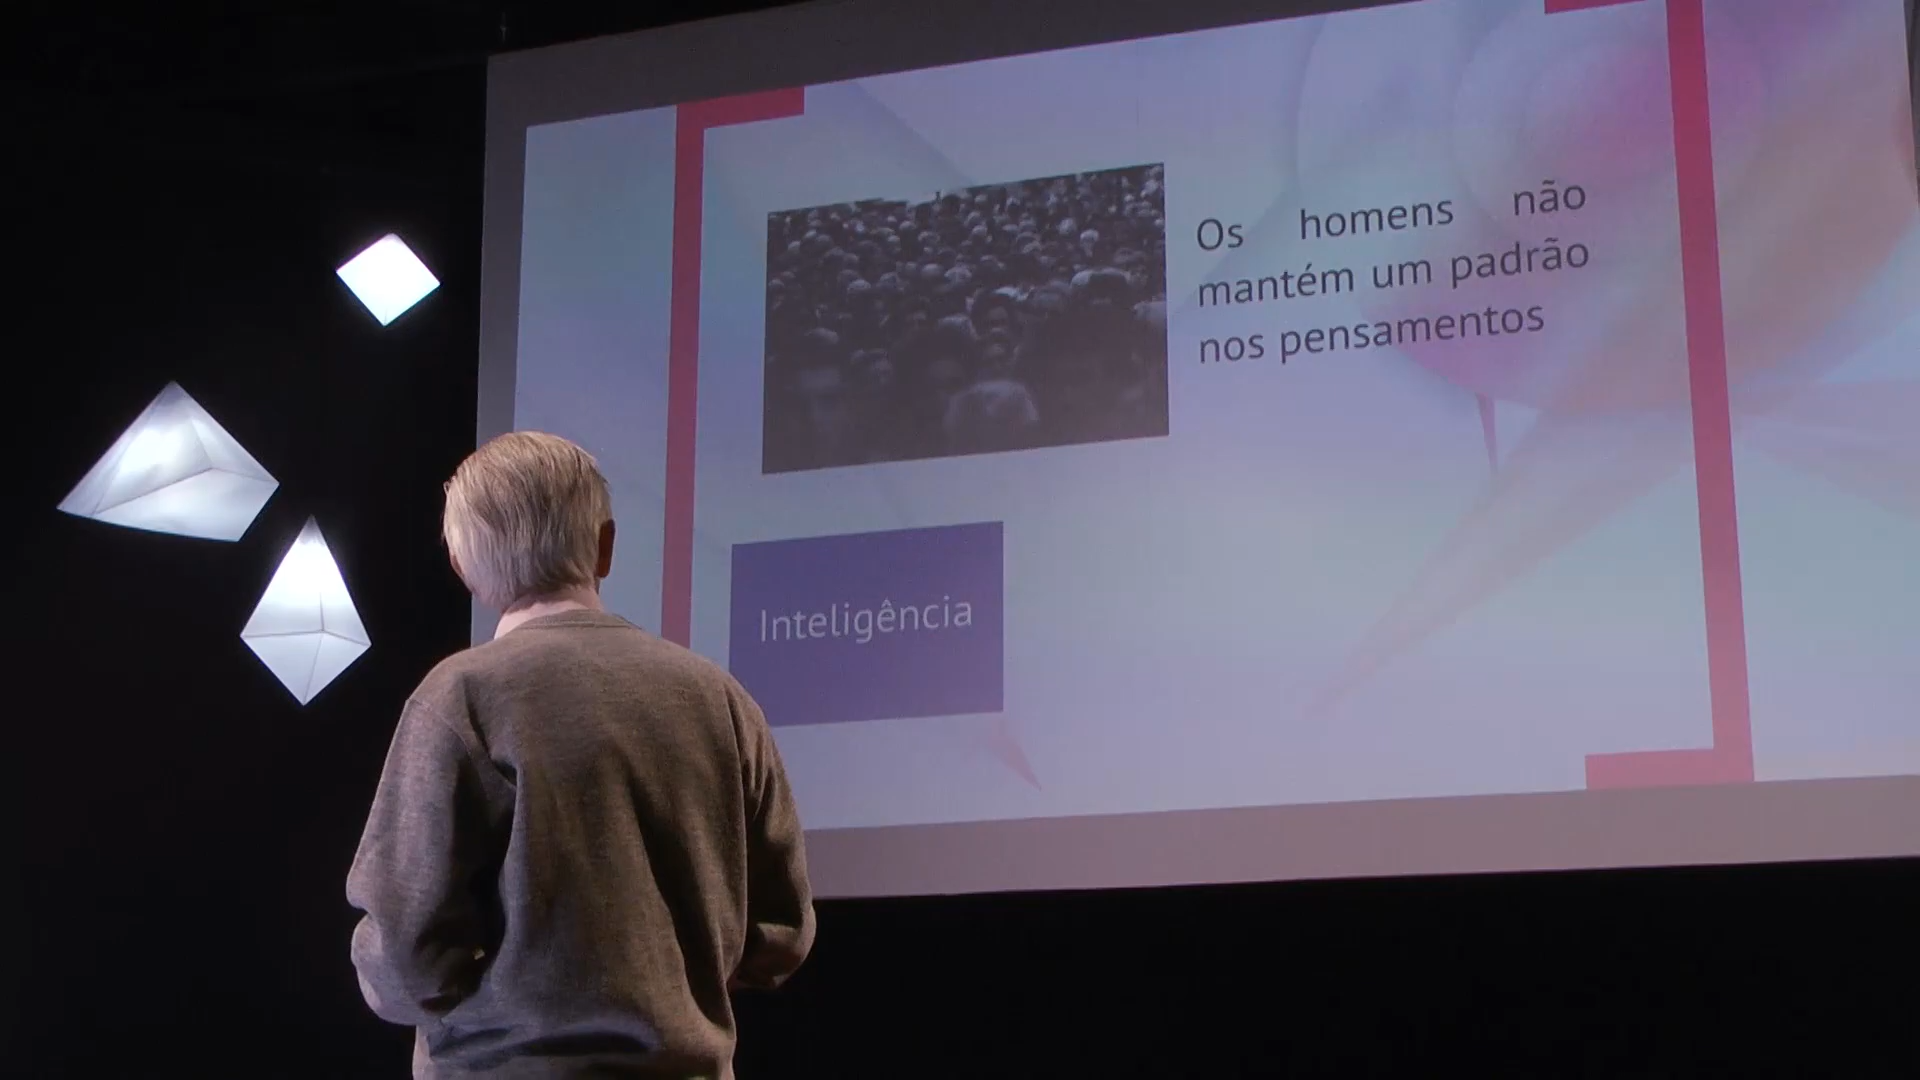 Os homens não
mantém um padrão
nos pensamentos
Inteligência